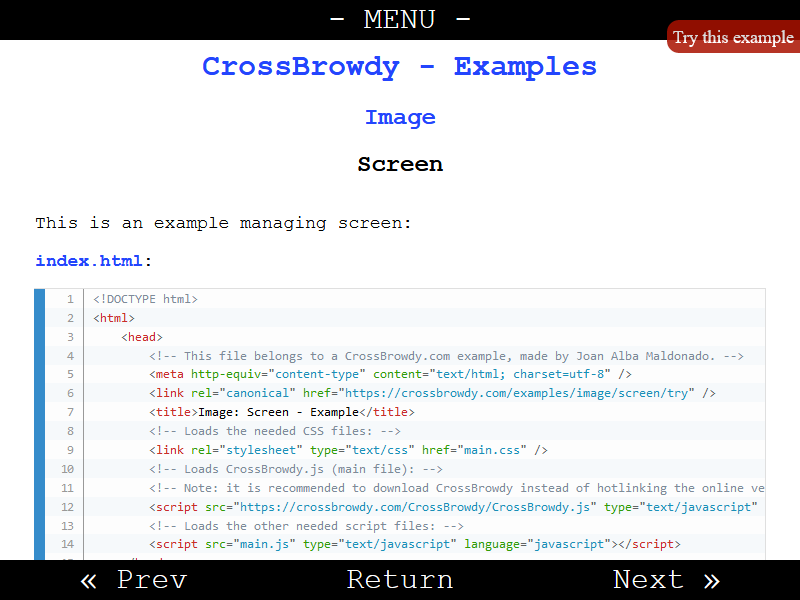 - MENU -
Try this example
CrossBrowdy - Examples
Image
Screen
This is an example managing screen:
index.html:
1 <!DOCTYPE html>
2 <html>
3 <head>
4 <!-- This file belongs to a CrossBrowdy.com example, made by Joan Alba Maldonado. -->
5 <meta http-equiv="content-type" content="text/html; charset=utf-8" />
6 <link rel="canonical" href="https://crossbrowdy.com/examples/image/screen/try" />
7 <title>Image: Screen - Example</title>
8 <!-- Loads the needed CSS files: -->
9 <link rel="stylesheet" type="text/css" href="main.css" />
10 <!-- Loads CrossBrowdy.js (main file): -->
11 <!-- Note: it is recommended to download CrossBrowdy instead of hotlinking the online ve
12 <script src="https://crossbrowdy.com/CrossBrowdy/CrossBrowdy.js" type="text/javascript"
13 <!-- Loads the other needed script files: -->
14 <script src="main.js" type="text/javascript" language="javascript"></script>
« Prev
Return
Next »